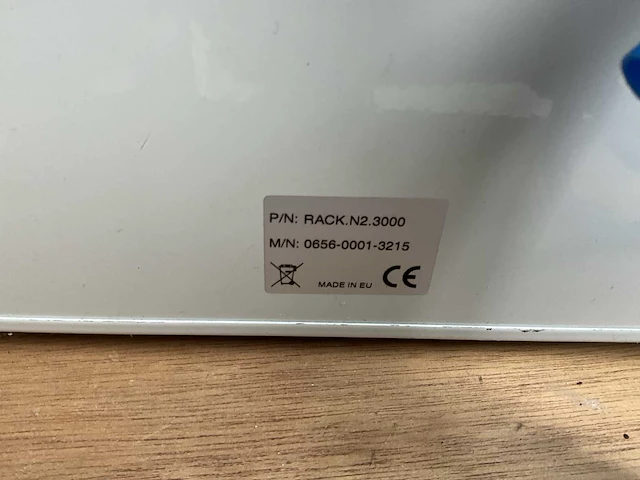 P/N: RACK.N2.3000
M/N: 0656-0001-3215
MADE IN EU CE